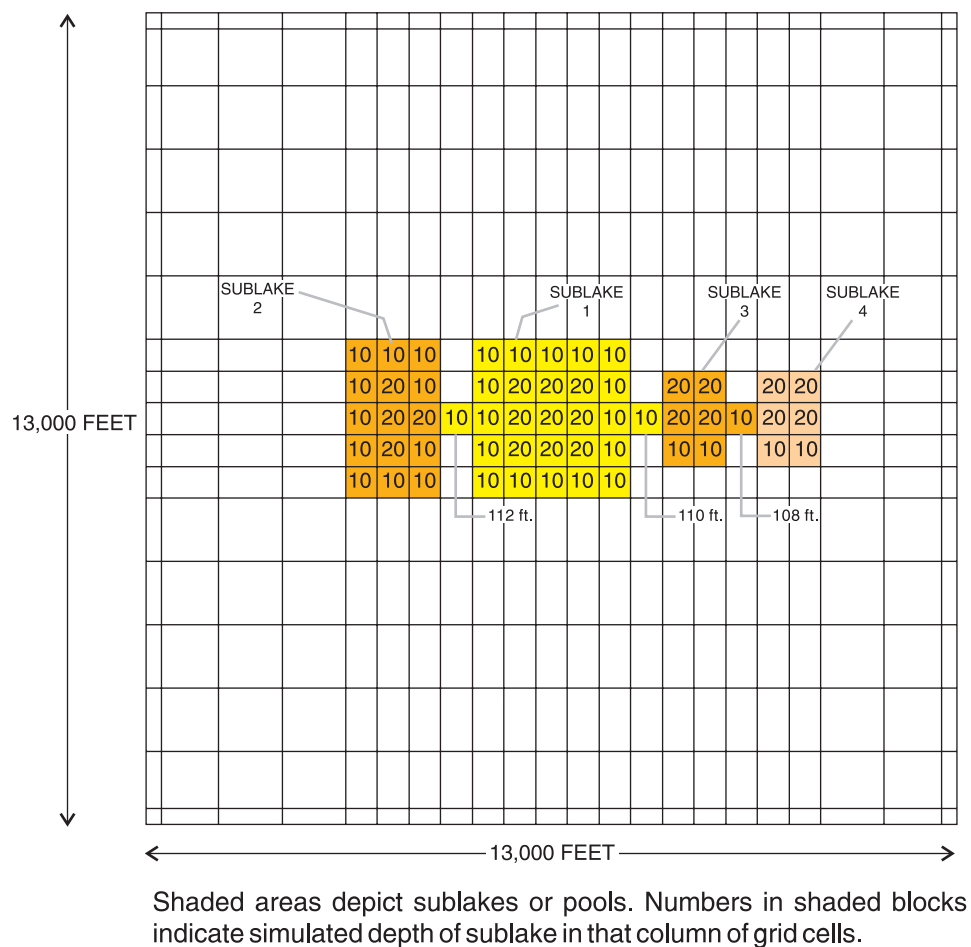 SUBLAKE
2
SUBLAKE
1
SUBLAKE
3
SUBLAKE
4
10 10 10 10 10 10 10 10
10 20 10 10 20 20 20 10 20 20 20 20
13,000 FEET
10 20 20 10 10 20 20 20 10 10 20 20 10 20 20
10 20 10 10 20 20 20 10 10 10 10 10
10 10 10 10 10 10 10 10
112 ft.
110 ft.
108 ft.
13,000 FEET
Shaded areas depict sublakes or pools. Numbers in shaded blocks
indicate simulated depth of sublake in that column of grid cells.